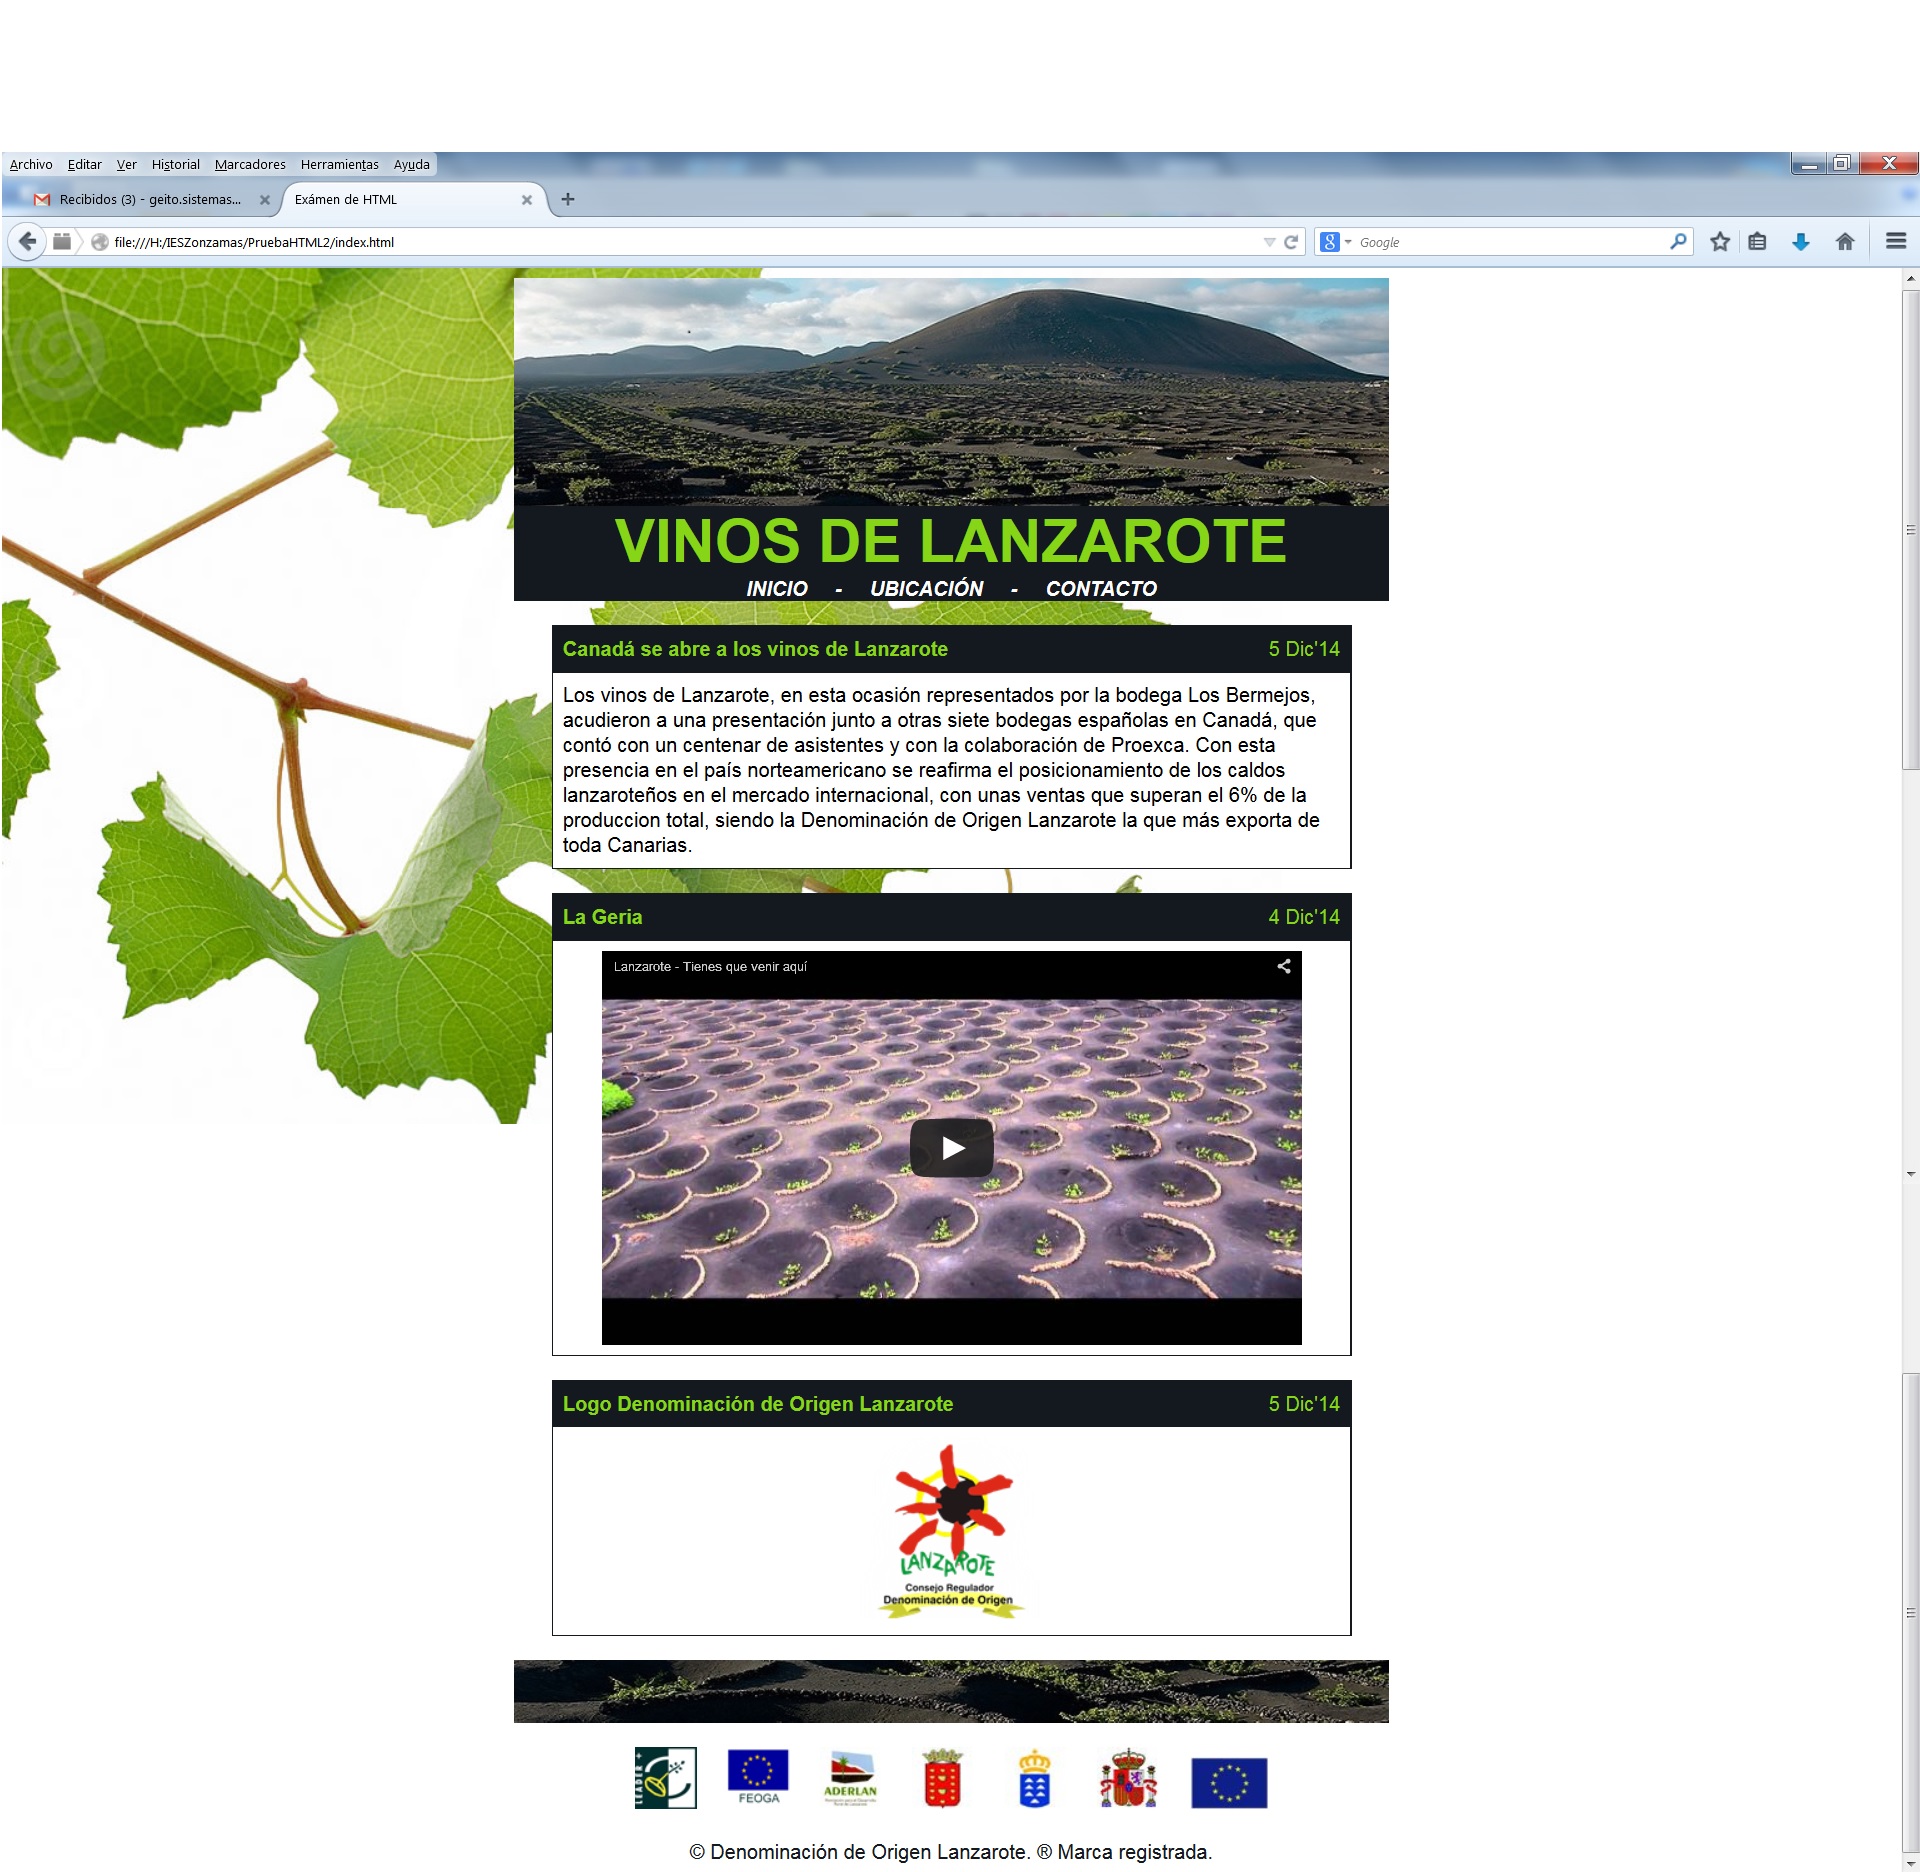 Archivo Editar Ver Historial Marcadores Herramientas Ayuda
Recibidos (3) - geito.sistemas... Exámen de HTML
file:///H:/IESZonzamas/PruebaHTML2/index.html Google
VINOS DE LANZAROTE
INICIO - UBICACIÓN - CONTACTO
Canadá se abre a los vinos de Lanzarote 5 Dic'14
Los vinos de Lanzarote, en esta ocasión representados por la bodega Los Bermejos,
acudieron a una presentación junto a otras siete bodegas españolas en Canadá, que
contó con un centenar de asistentes y con la colaboración de Proexca. Con esta
presencia en el país norteamericano se reafirma el posicionamiento de los caldos
lanzaroteños en el mercado internacional, con unas ventas que superan el 6% de la
produccion total, siendo la Denominación de Origen Lanzarote la que más exporta de
toda Canarias.
La Geria 4 Dic'14
Lanzarote - Tienes que venir aquí
Logo Denominación de Origen Lanzarote 5 Dic'14
LANZAROTE
Consejo Regulador
Denominación de Origen
LEADER +
FEOGA
ADERLAN
© Denominación de Origen Lanzarote. ® Marca registrada.